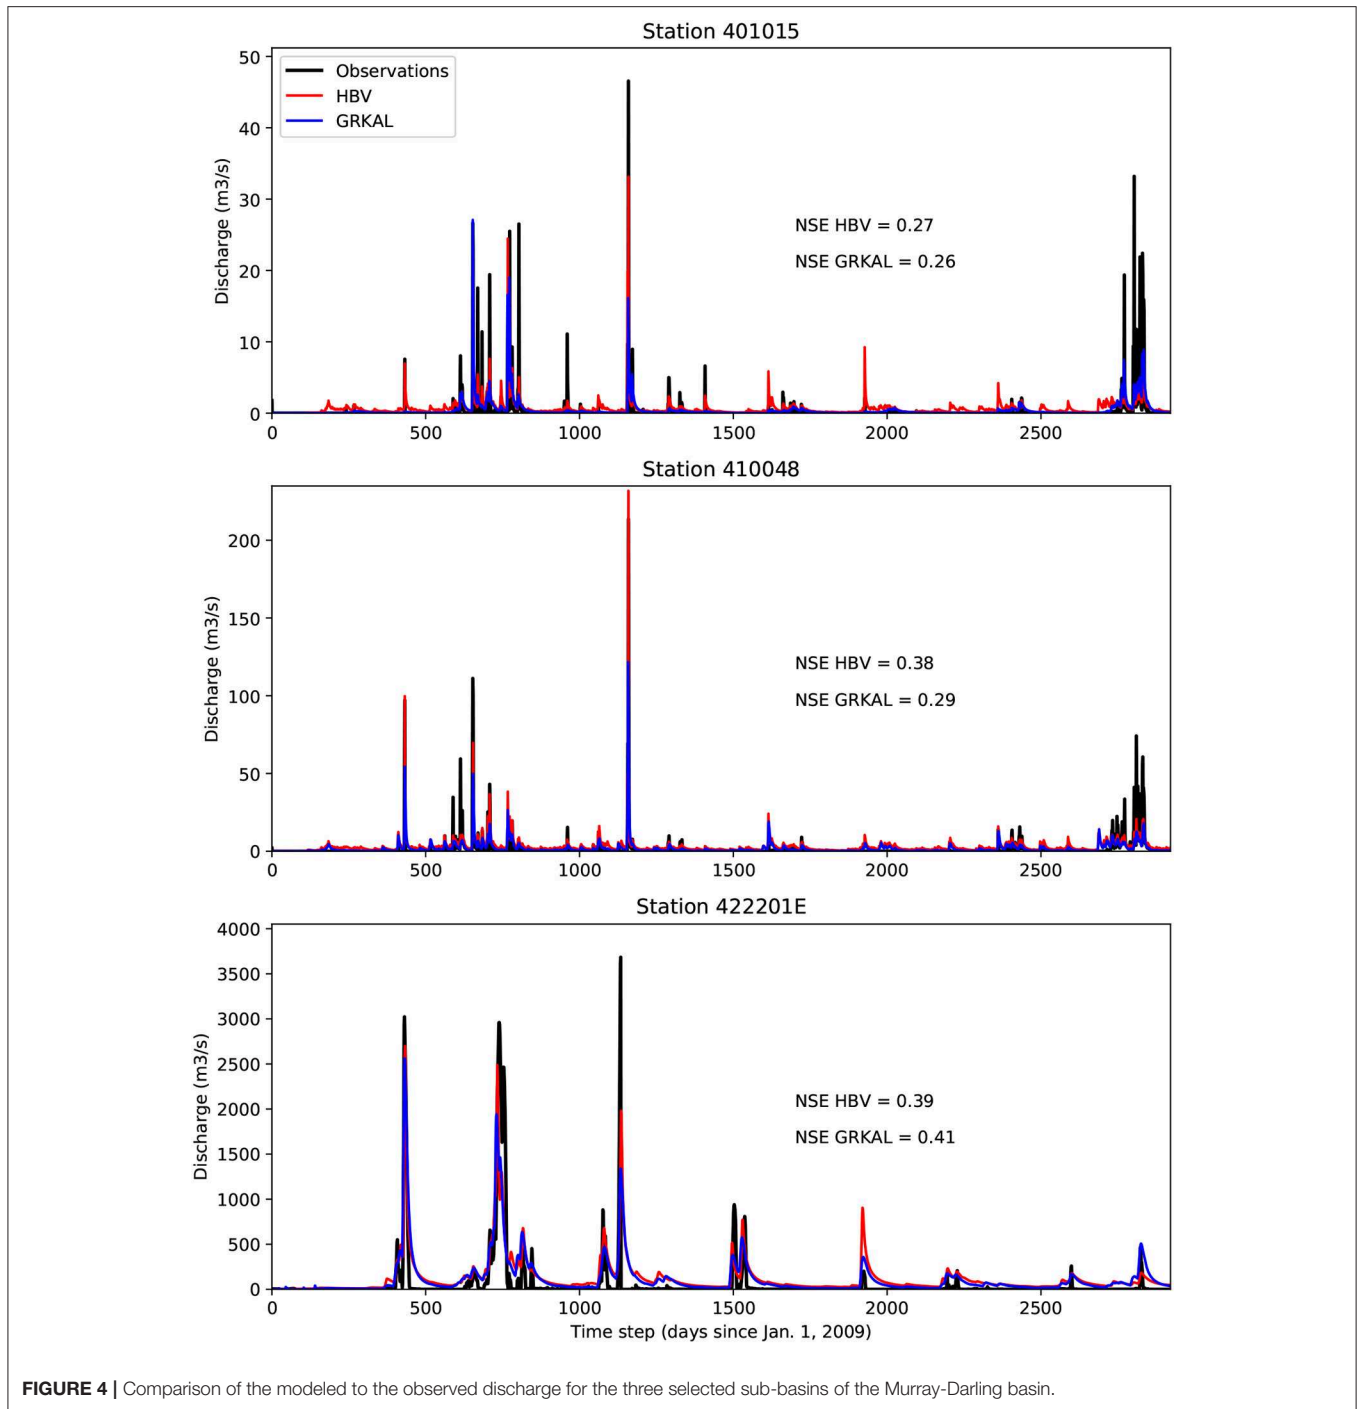 Station 401015
50
40
30
20
10
0
Discharge (m3/s)
Observations
HBV
GRKAL
NSE HBV = 0.27
NSE GRKAL = 0.26
0 500 1000 1500 2000 2500
Station 410048
200
150
100
50
0
Discharge (m3/s)
NSE HBV = 0.38
NSE GRKAL = 0.29
0 500 1000 1500 2000 2500
Station 422201E
4000
3500
3000
2500
2000
1500
1000
500
0
Discharge (m3/s)
NSE HBV = 0.39
NSE GRKAL = 0.41
0 500 1000 1500 2000 2500
Time step (days since Jan. 1, 2009)
FIGURE 4 | Comparison of the modeled to the observed discharge for the three selected sub-basins of the Murray-Darling basin.